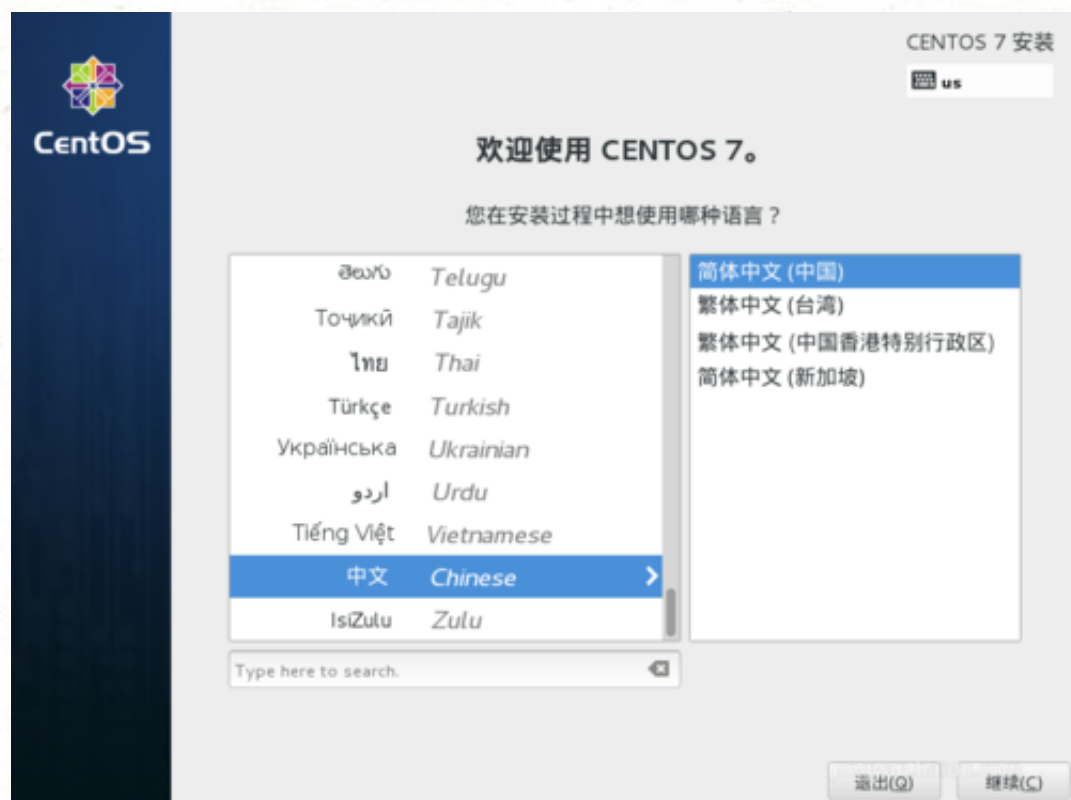 CENTOS 7 安装
us
CentOS
欢迎使用 CENTOS 7。
您在安装过程中想使用哪种语言？
తెలుగు Telugu
Тоҷикӣ Tajik
ไทย Thai
Türkçe Turkish
Українська Ukrainian
اردو Urdu
Tiếng Việt Vietnamese
中文 Chinese
IsiZulu Zulu
简体中文 (中国)
繁体中文 (台湾)
繁体中文 (中国香港特别行政区)
简体中文 (新加坡)
Type here to search.
退出(Q) 继续(C)